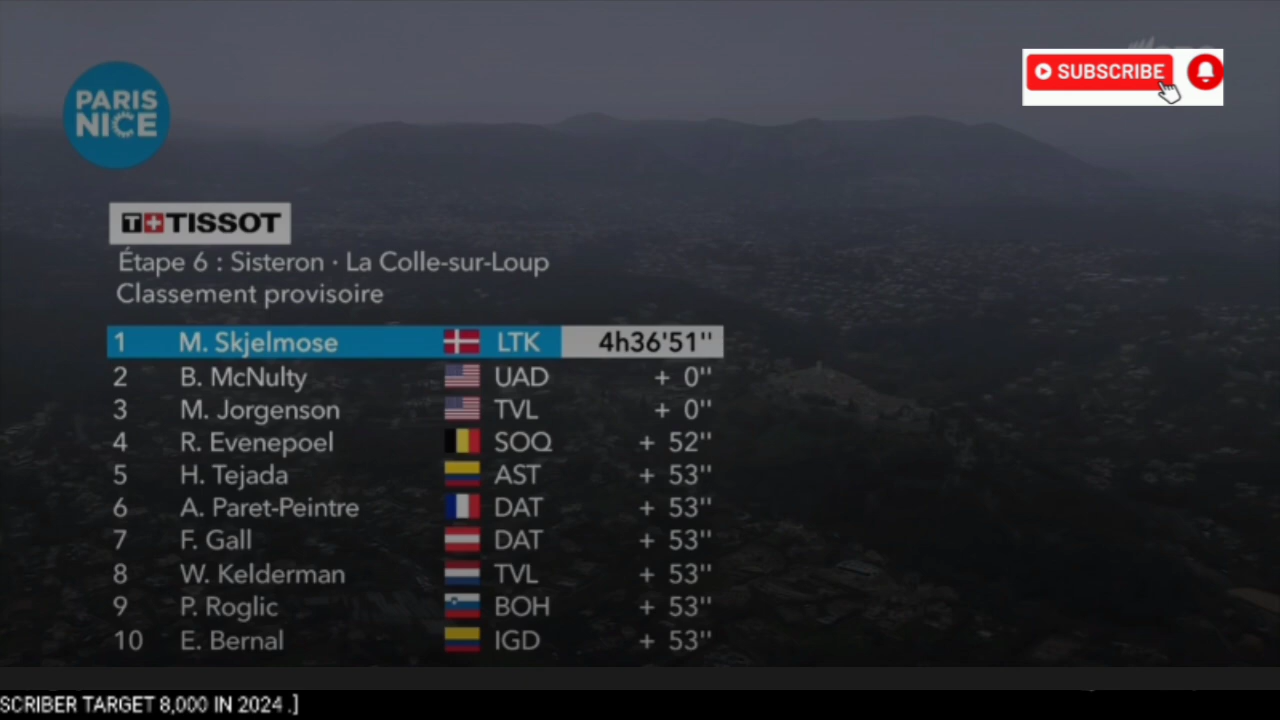 PARIS
NICE
SUBSCRIBE
T+TISSOT
Étape 6 : Sisteron · La Colle-sur-Loup
Classement provisoire
1 M. Skjelmose LTK 4h36'51''
2 B. McNulty UAD + 0''
3 M. Jorgenson TVL + 0''
4 R. Evenepoel SOQ + 52''
5 H. Tejada AST + 53''
6 A. Paret-Peintre DAT + 53''
7 F. Gall DAT + 53''
8 W. Kelderman TVL + 53''
9 P. Roglic BOH + 53''
10 E. Bernal IGD + 53''
SCRIBER TARGET 8,000 IN 2024 .]